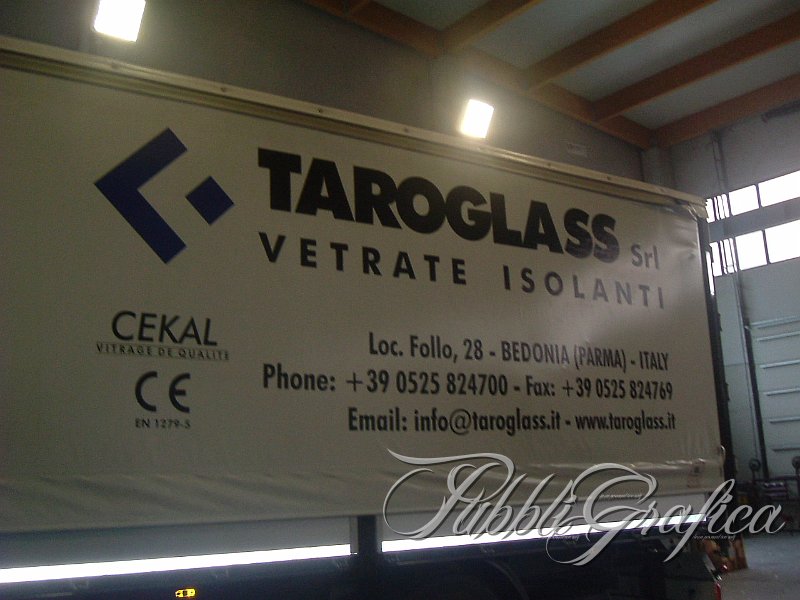 TAROGLASS Srl
VETRATE ISOLANTI
CEKAL
VITRAGE DE QUALITE
CE
EN 1279-5
Loc. Follo, 28 - BEDONIA (PARMA) - ITALY
Phone: +39 0525 824700 - Fax: +39 0525 824769
Email: info@taroglass.it - www.taroglass.it
PubbliGrafica